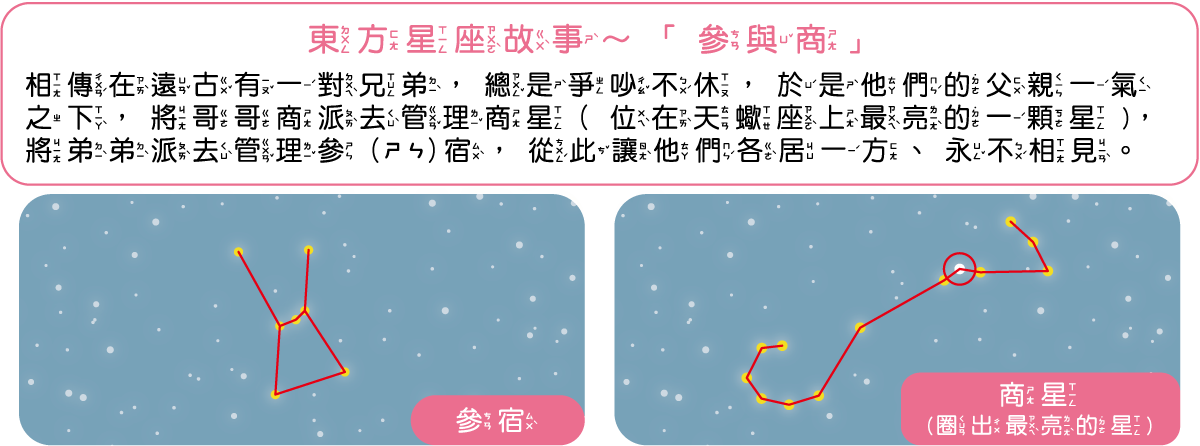 東方星座故事～「參與商」
相傳在遠古有一對兄弟，總是爭吵不休，於是他們的父親一氣
之下，將哥哥商派去管理商星（位在天蠍座上最亮的一顆星），
將弟弟派去管理參（ㄕㄣ）宿，從此讓他們各居一方、永不相見。
參宿
商星
（圈出最亮的星）